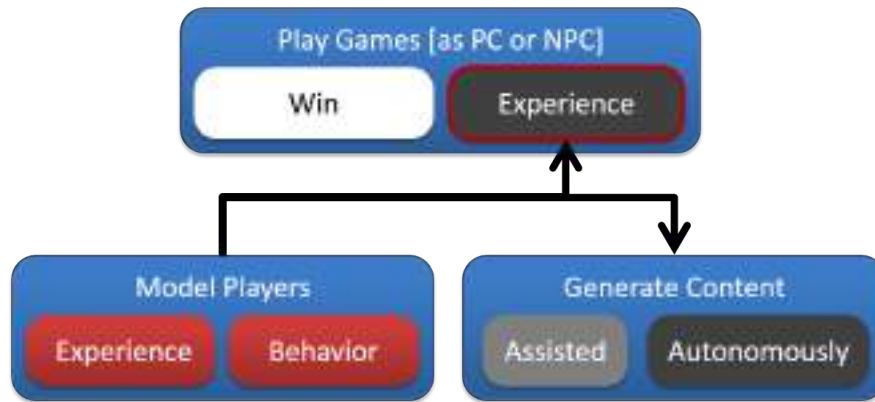 Play Games [as PC or NPC]
Win Experience
Model Players Generate Content
Experience Behavior Assisted Autonomously